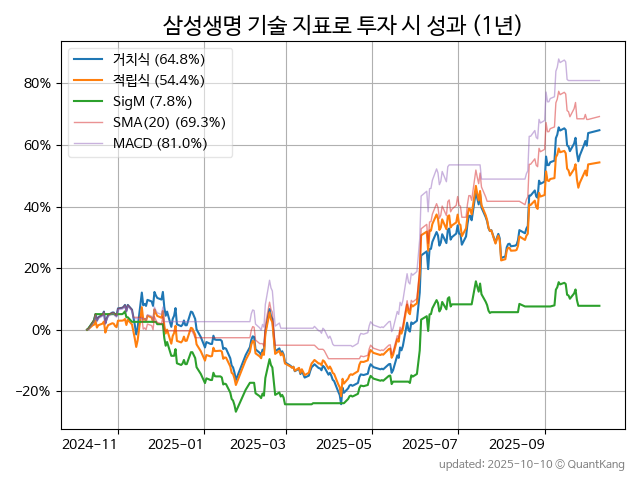 삼성생명 기술 지표로 투자 시 성과 (1년)
거치식 (64.8%)
적립식 (54.4%)
SigM (7.8%)
SMA(20) (69.3%)
MACD (81.0%)
80%
60%
40%
20%
0%
−20%
2024-11
2025-01
2025-03
2025-05
2025-07
2025-09
updated: 2025-10-10 © QuantKang